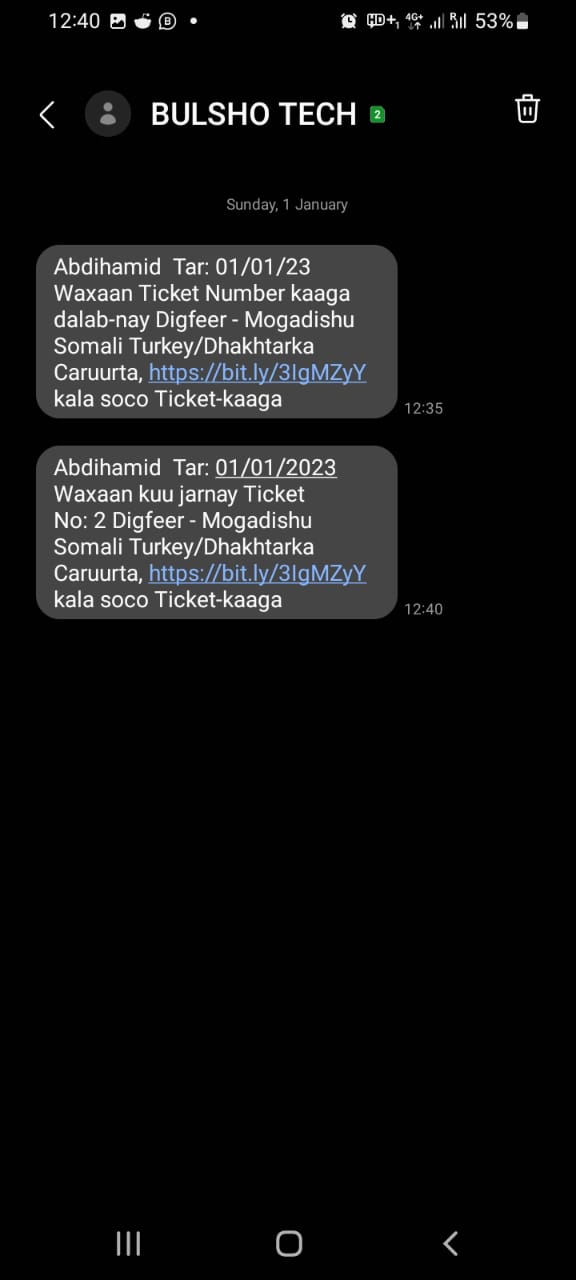 12:40
HD+ 4G+ R 53%
BULSHO TECH 2
Sunday, 1 January
Abdihamid  Tar: 01/01/23
Waxaan Ticket Number kaaga
dalab-nay Digfeer - Mogadishu
Somali Turkey/Dhakhtarka
Caruurta, https://bit.ly/3IgMZyY
kala soco Ticket-kaaga
12:35
Abdihamid  Tar: 01/01/2023
Waxaan kuu jarnay Ticket
No: 2 Digfeer - Mogadishu
Somali Turkey/Dhakhtarka
Caruurta, https://bit.ly/3IgMZyY
kala soco Ticket-kaaga
12:40